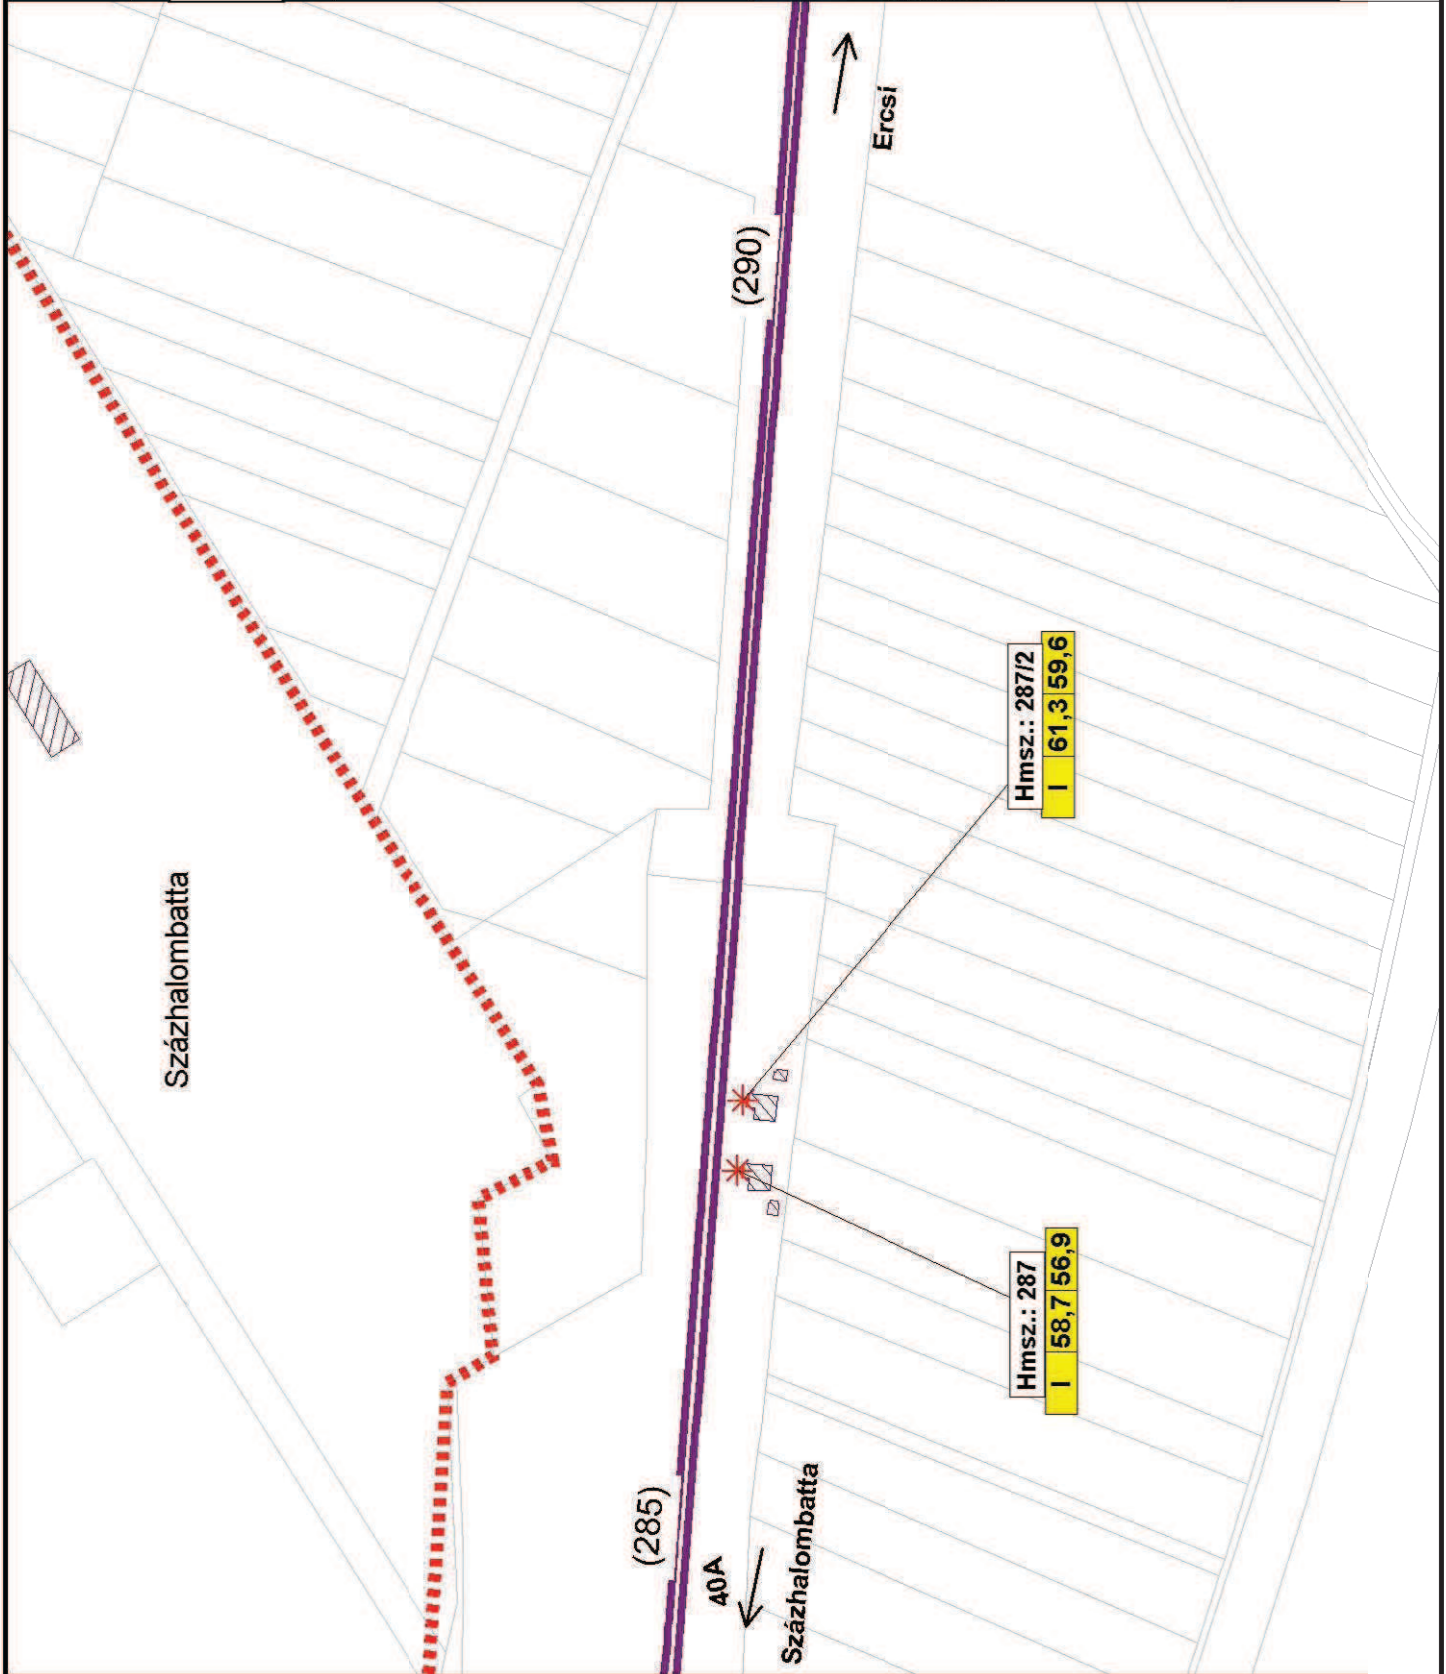 Százhalombatta
(285)
(290)
40A
Százhalombatta
Ercsi
Hmsz.: 287
I 58,7 56,9
Hmsz.: 287/2
I 61,3 59,6